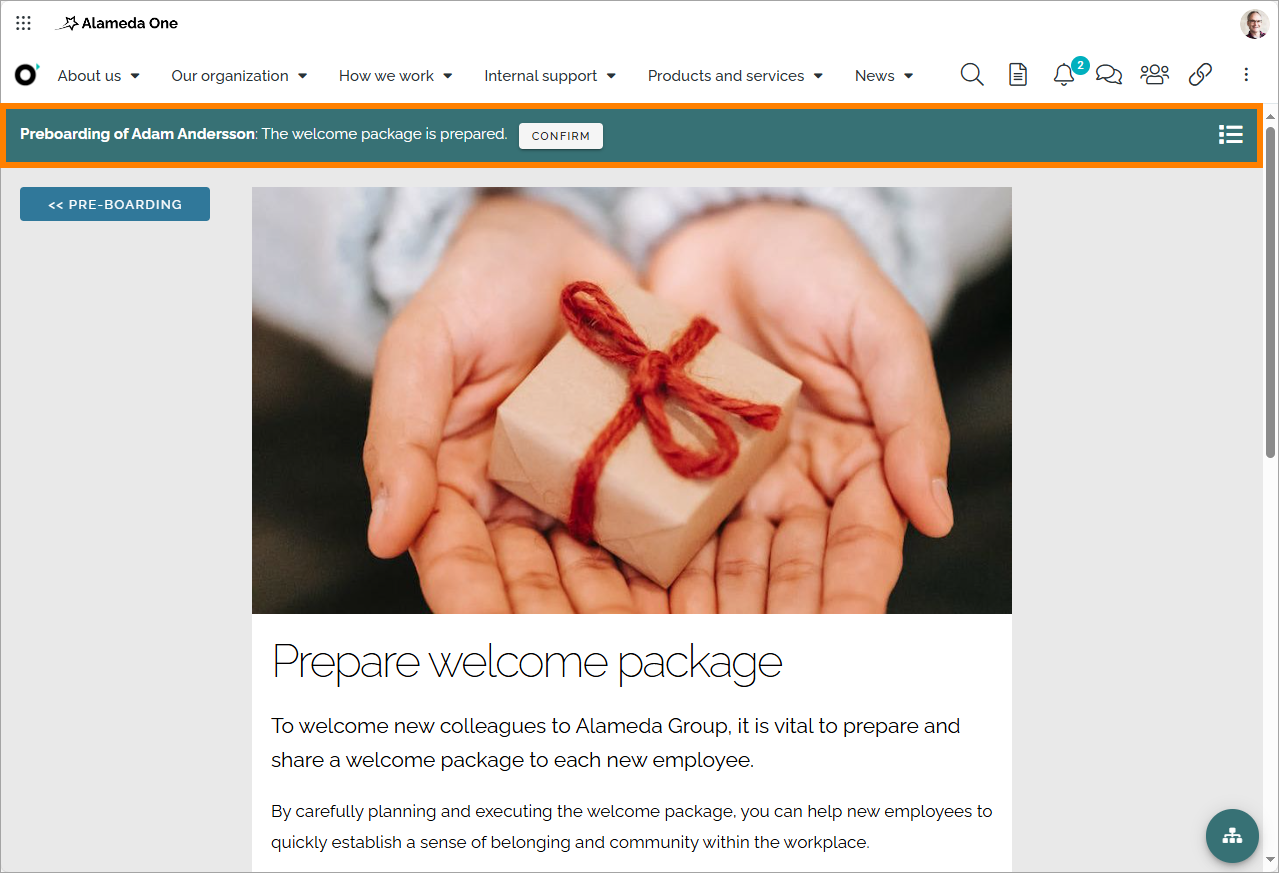 Alameda One
About us Our organization How we work Internal support Products and services News 2
Preboarding of Adam Andersson: The welcome package is prepared. CONFIRM
<< PRE-BOARDING
Prepare welcome package
To welcome new colleagues to Alameda Group, it is vital to prepare and
share a welcome package to each new employee.
By carefully planning and executing the welcome package, you can help new employees to
quickly establish a sense of belonging and community within the workplace.